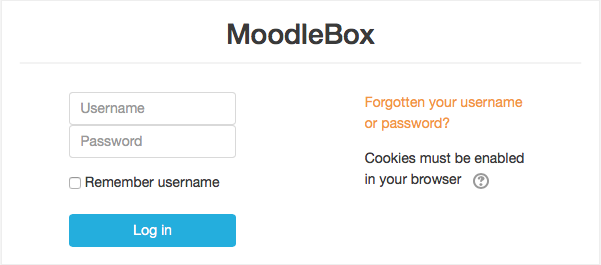 MoodleBox
Username
Password
Remember username
Log in
Forgotten your username
or password?
Cookies must be enabled
in your browser ?